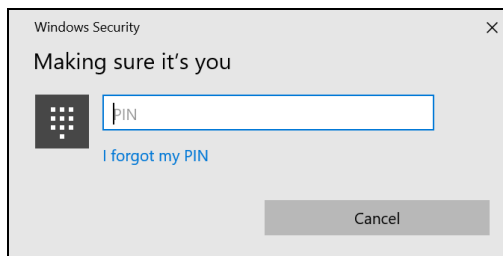 Windows Security
Making sure it's you
PIN
I forgot my PIN
Cancel